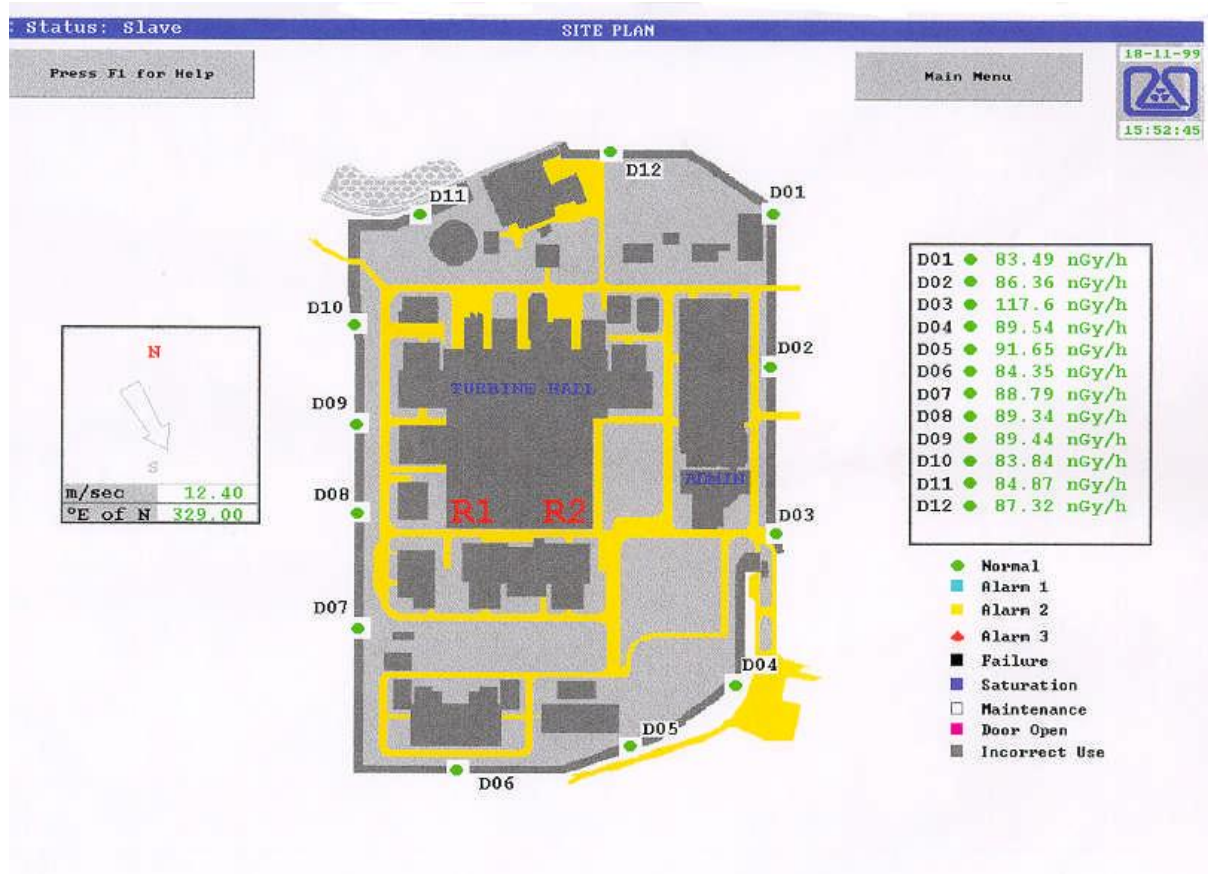 : Status: Slave
SITE PLAN
Press F1 for Help
Main Menu
18-11-99
15:52:45
D12
D11
D01
D10
D02
D09
D08
D03
D07
D04
D05
D06
TURBINE HALL
ADMIN
R1 R2
N
S
m/sec 12.40
°E of N 329.00
D01 83.49 nGy/h
D02 86.36 nGy/h
D03 117.6 nGy/h
D04 89.54 nGy/h
D05 91.65 nGy/h
D06 84.35 nGy/h
D07 88.79 nGy/h
D08 89.34 nGy/h
D09 89.44 nGy/h
D10 83.84 nGy/h
D11 84.87 nGy/h
D12 87.32 nGy/h
Normal
Alarm 1
Alarm 2
Alarm 3
Failure
Saturation
Maintenance
Door Open
Incorrect Use